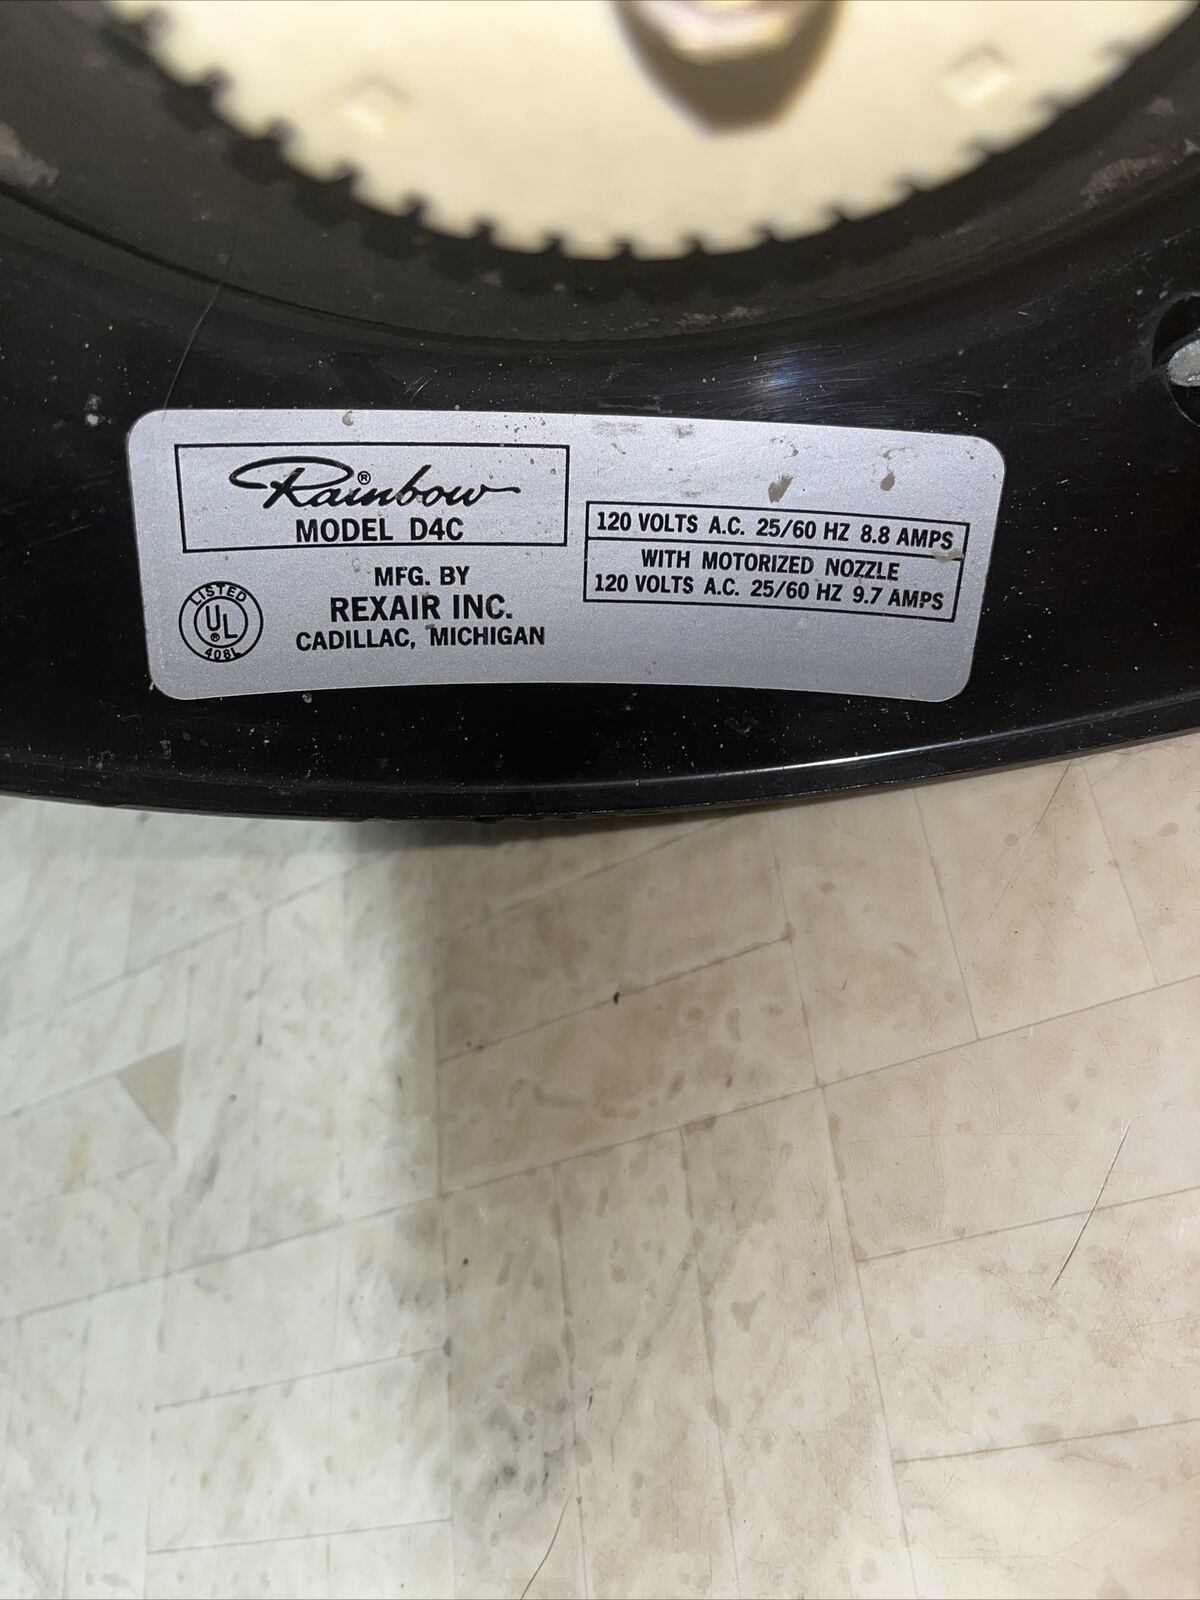 Rainbow®
MODEL D4C
MFG. BY
REXAIR INC.
CADILLAC, MICHIGAN
LISTED
UL®
408L
120 VOLTS A.C. 25/60 HZ 8.8 AMPS
WITH MOTORIZED NOZZLE
120 VOLTS A.C. 25/60 HZ 9.7 AMPS